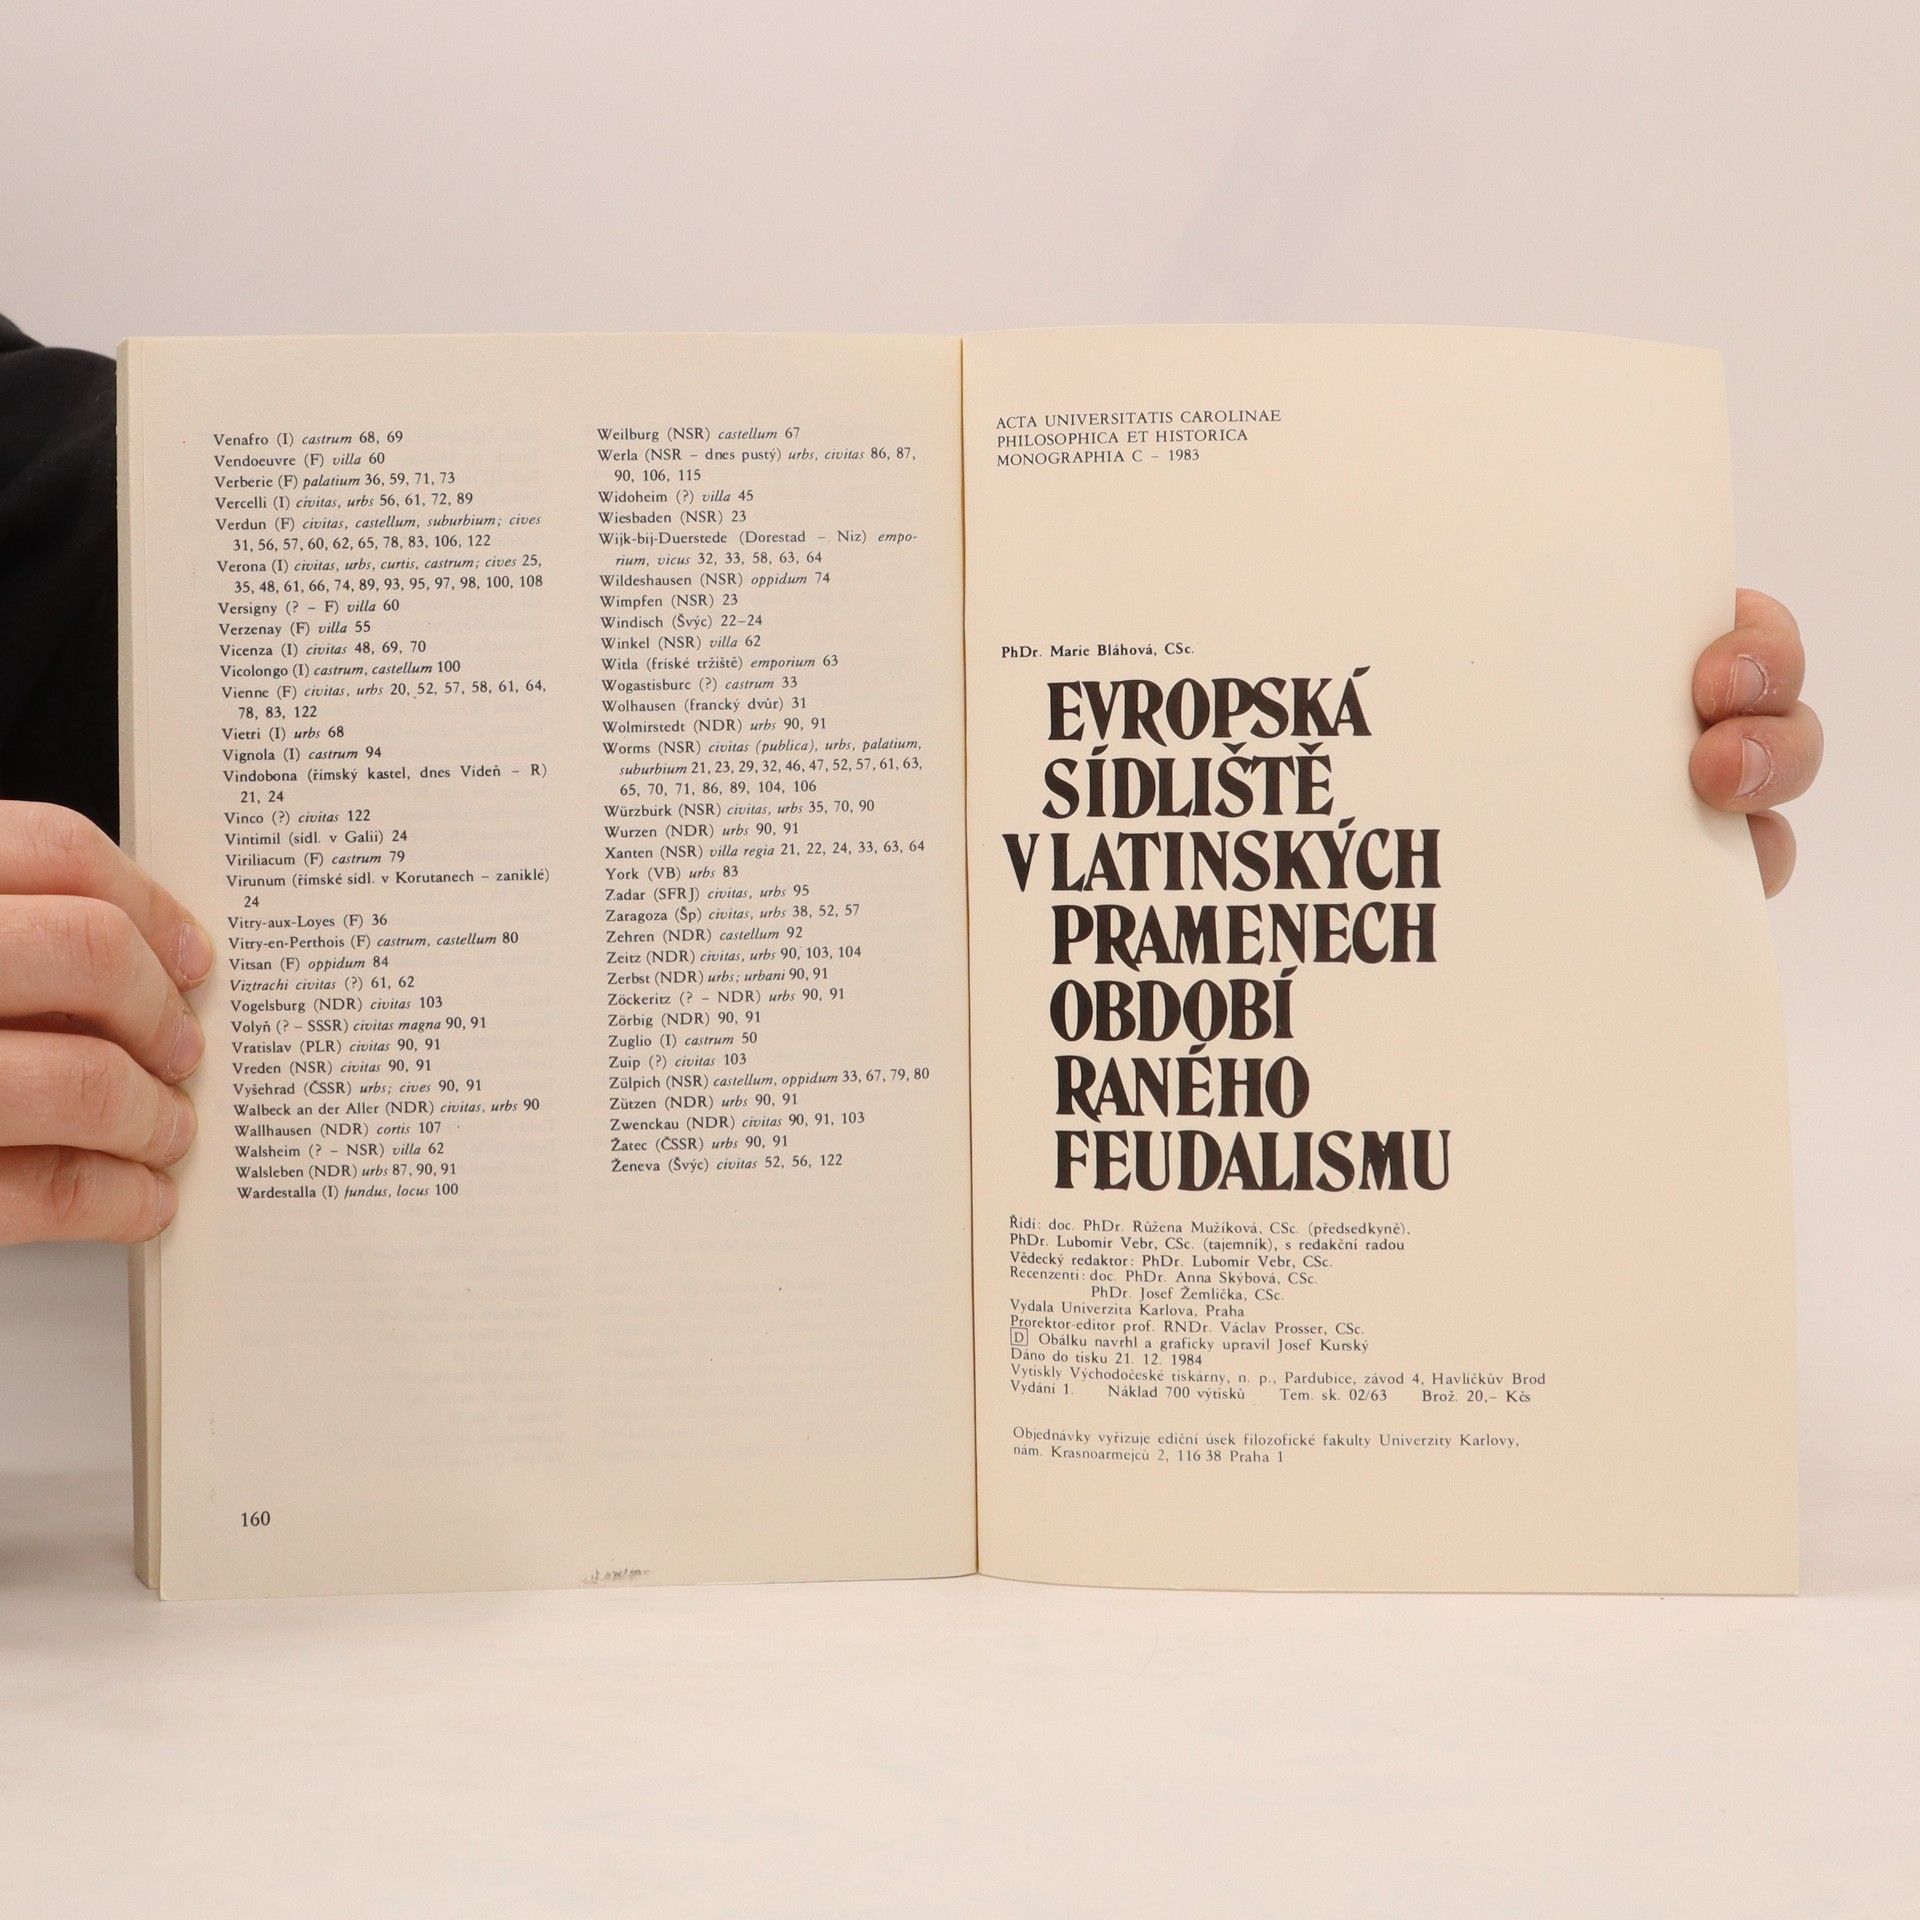 Venafro (I) castrum 68, 69
Vendoeuvre (F) villa 60
Verberie (F) palatium 36, 59, 71, 73
Vercelli (I) civitas, urbs 56, 61, 72, 89
Verdun (F) civitas, castellum, suburbium; cives
31, 56, 57, 60, 62, 65, 78, 83, 106, 122
Verona (I) civitas, urbs, curtis, castrum; cives 25,
35, 48, 61, 66, 74, 89, 93, 95, 97, 98, 100, 108
Versigny (? – F) villa 60
Verzenay (F) villa 55
Vicenza (I) civitas 48, 69, 70
Vicolongo (I) castrum, castellum 100
Vienne (F) civitas, urbs 20, 52, 57, 58, 61, 64,
78, 83, 122
Vietri (I) urbs 68
Vignola (I) castrum 94
Vindobona (římský kastel, dnes Vídeň – R)
21, 24
Vinco (?) civitas 122
Vintimil (sídl. v Galii) 24
Viriliacum (F) castrum 79
Virunum (římské sídl. v Korutanech – zaniklé)
24
Vitry-aux-Loyes (F) 36
Vitry-en-Perthois (F) castrum, castellum 80
Vitsan (F) oppidum 84
Viztrachi civitas (?) 61, 62
Vogelsburg (NDR) civitas 103
Volyň (? – SSSR) civitas magna 90, 91
Vratislav (PLR) civitas 90, 91
Vreden (NSR) civitas 90, 91
Vyšehrad (ČSSR) urbs; cives 90, 91
Walbeck an der Aller (NDR) civitas, urbs 90
Wallhausen (NDR) cortis 107
Walsheim (? – NSR) villa 62
Walsleben (NDR) urbs 87, 90, 91
Wardestalla (I) fundus, locus 100
160
Weilburg (NSR) castellum 67
Werla (NSR – dnes pustý) urbs, civitas 86, 87,
90, 106, 115
Widoheim (?) villa 45
Wiesbaden (NSR) 23
Wijk-bij-Duerstede (Dorestad – Niz) empo-
rium, vicus 32, 33, 58, 63, 64
Wildeshausen (NSR) oppidum 74
Wimpfen (NSR) 23
Windisch (Švýc) 22–24
Winkel (NSR) villa 62
Witla (fríské tržiště) emporium 63
Wogastisburc (?) castrum 33
Wolhausen (francký dvůr) 31
Wolmirstedt (NDR) urbs 90, 91
Worms (NSR) civitas (publica), urbs, palatium,
suburbium 21, 23, 29, 32, 46, 47, 52, 57, 61, 63,
65, 70, 71, 86, 89, 104, 106
Würzburk (NSR) civitas, urbs 35, 70, 90
Wurzen (NDR) urbs 90, 91
Xanten (NSR) villa regia 21, 22, 24, 33, 63, 64
York (VB) urbs 83
Zadar (SFRJ) civitas, urbs 95
Zaragoza (Šp) civitas, urbs 38, 52, 57
Zehren (NDR) castellum 92
Zeitz (NDR) civitas, urbs 90, 103, 104
Zerbst (NDR) urbs; urbani 90, 91
Zöckeritz (? – NDR) urbs 90, 91
Zörbig (NDR) 90, 91
Zuglio (I) castrum 50
Zuip (?) civitas 103
Zülpich (NSR) castellum, oppidum 33, 67, 79, 80
Zützen (NDR) urbs 90, 91
Zwenckau (NDR) civitas 90, 91, 103
Žatec (ČSSR) urbs 90, 91
Ženeva (Švýc) civitas 52, 56, 122
ACTA UNIVERSITATIS CAROLINAE
PHILOSOPHICA ET HISTORICA
MONOGRAPHIA C – 1983
PhDr. Marie Bláhová, CSc.
EVROPSKÁ
SÍDLIŠTĚ
V LATINSKÝCH
PRAMENECH
OBDOBÍ
RANÉHO
FEUDALISMU
Řídí: doc. PhDr. Růžena Mužíková, CSc. (předsedkyně),
PhDr. Lubomír Vebr, CSc. (tajemník), s redakční radou
Vědecký redaktor: PhDr. Lubomír Vebr, CSc.
Recenzenti: doc. PhDr. Anna Skýbová, CSc.
PhDr. Josef Žemlička, CSc.
Vydala Univerzita Karlova, Praha
Prorektor-editor prof. RNDr. Václav Prosser, CSc.
D Obálku navrhl a graficky upravil Josef Kurský
Dáno do tisku 21. 12. 1984
Vytiskly Východočeské tiskárny, n. p., Pardubice, závod 4, Havlíčkův Brod
Vydání 1. Náklad 700 výtisků Tem. sk. 02/63 Brož. 20,– Kčs
Objednávky vyřizuje ediční úsek filozofické fakulty Univerzity Karlovy,
nám. Krasnoarmejců 2, 116 38 Praha 1